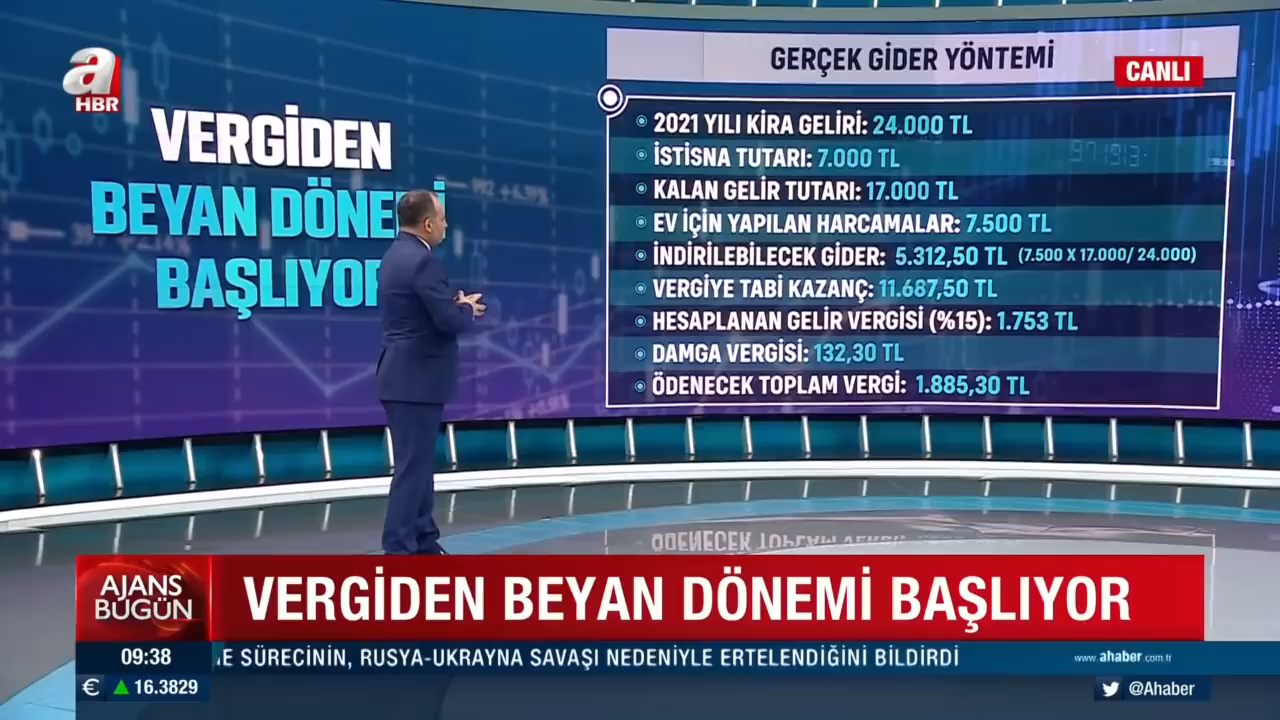 a
HBR
VERGİDEN
BEYAN DÖNEMİ
BAŞLIYOR
GERÇEK GİDER YÖNTEMİ
CANLI
2021 YILI KİRA GELİRİ: 24.000 TL
İSTİSNA TUTARI: 7.000 TL
KALAN GELİR TUTARI: 17.000 TL
EV İÇİN YAPILAN HARCAMALAR: 7.500 TL
İNDİRİLEBİLECEK GİDER: 5.312,50 TL (7.500 X 17.000/ 24.000)
VERGİYE TABİ KAZANÇ: 11.687,50 TL
HESAPLANAN GELİR VERGİSİ (%15): 1.753 TL
DAMGA VERGİSİ: 132,30 TL
ÖDENECEK TOPLAM VERGİ: 1.885,30 TL
AJANS
BUGÜN
VERGİDEN BEYAN DÖNEMİ BAŞLIYOR
09:38
SÜRECİNİN, RUSYA-UKRAYNA SAVAŞI NEDENİYLE ERTELENDİĞİNİ BİLDİRDİ
www.ahaber.com.tr
€ ▲ 16.3829
@Ahaber